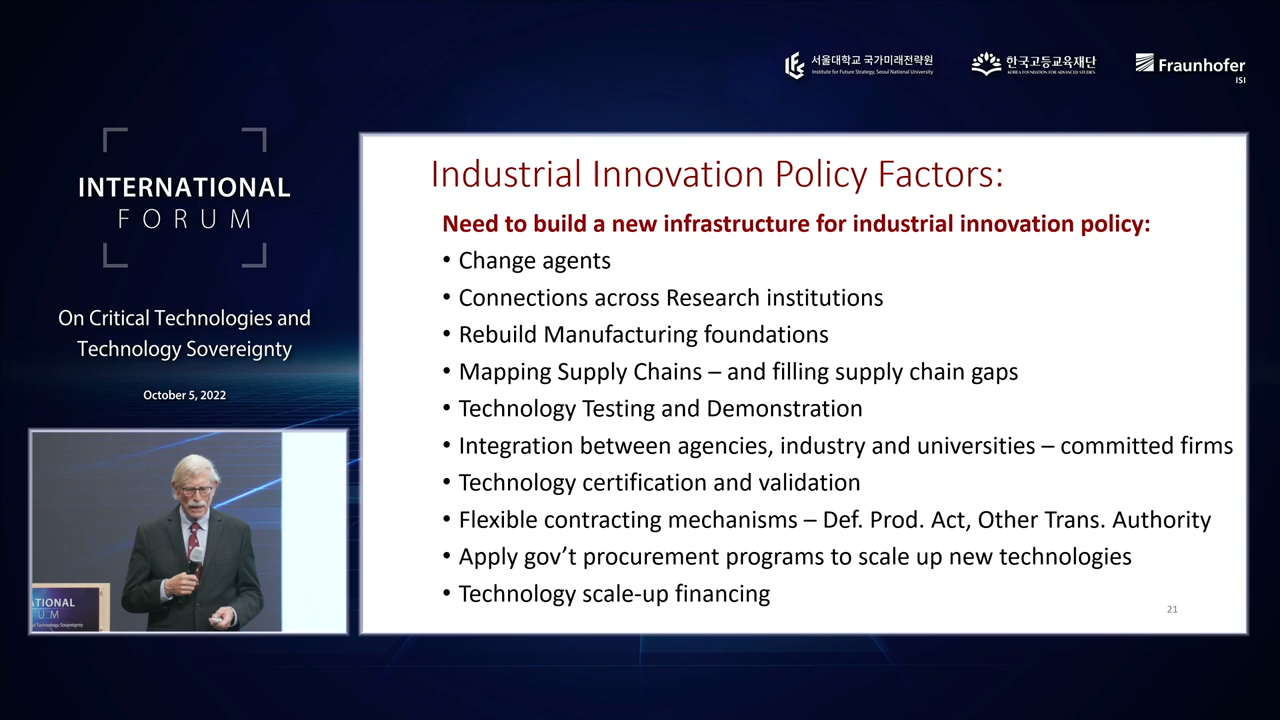 서울대학교 국가미래전략원
Institute for Future Strategy, Seoul National University
한국고등교육재단
KOREA FOUNDATION FOR ADVANCED STUDIES
Fraunhofer
ISI
INTERNATIONAL
FORUM
On Critical Technologies and
Technology Sovereignty
October 5, 2022
Industrial Innovation Policy Factors:
Need to build a new infrastructure for industrial innovation policy:
• Change agents
• Connections across Research institutions
• Rebuild Manufacturing foundations
• Mapping Supply Chains – and filling supply chain gaps
• Technology Testing and Demonstration
• Integration between agencies, industry and universities – committed firms
• Technology certification and validation
• Flexible contracting mechanisms – Def. Prod. Act, Other Trans. Authority
• Apply gov’t procurement programs to scale up new technologies
• Technology scale-up financing
21
ATIONAL
UM
Technology Sovereignty